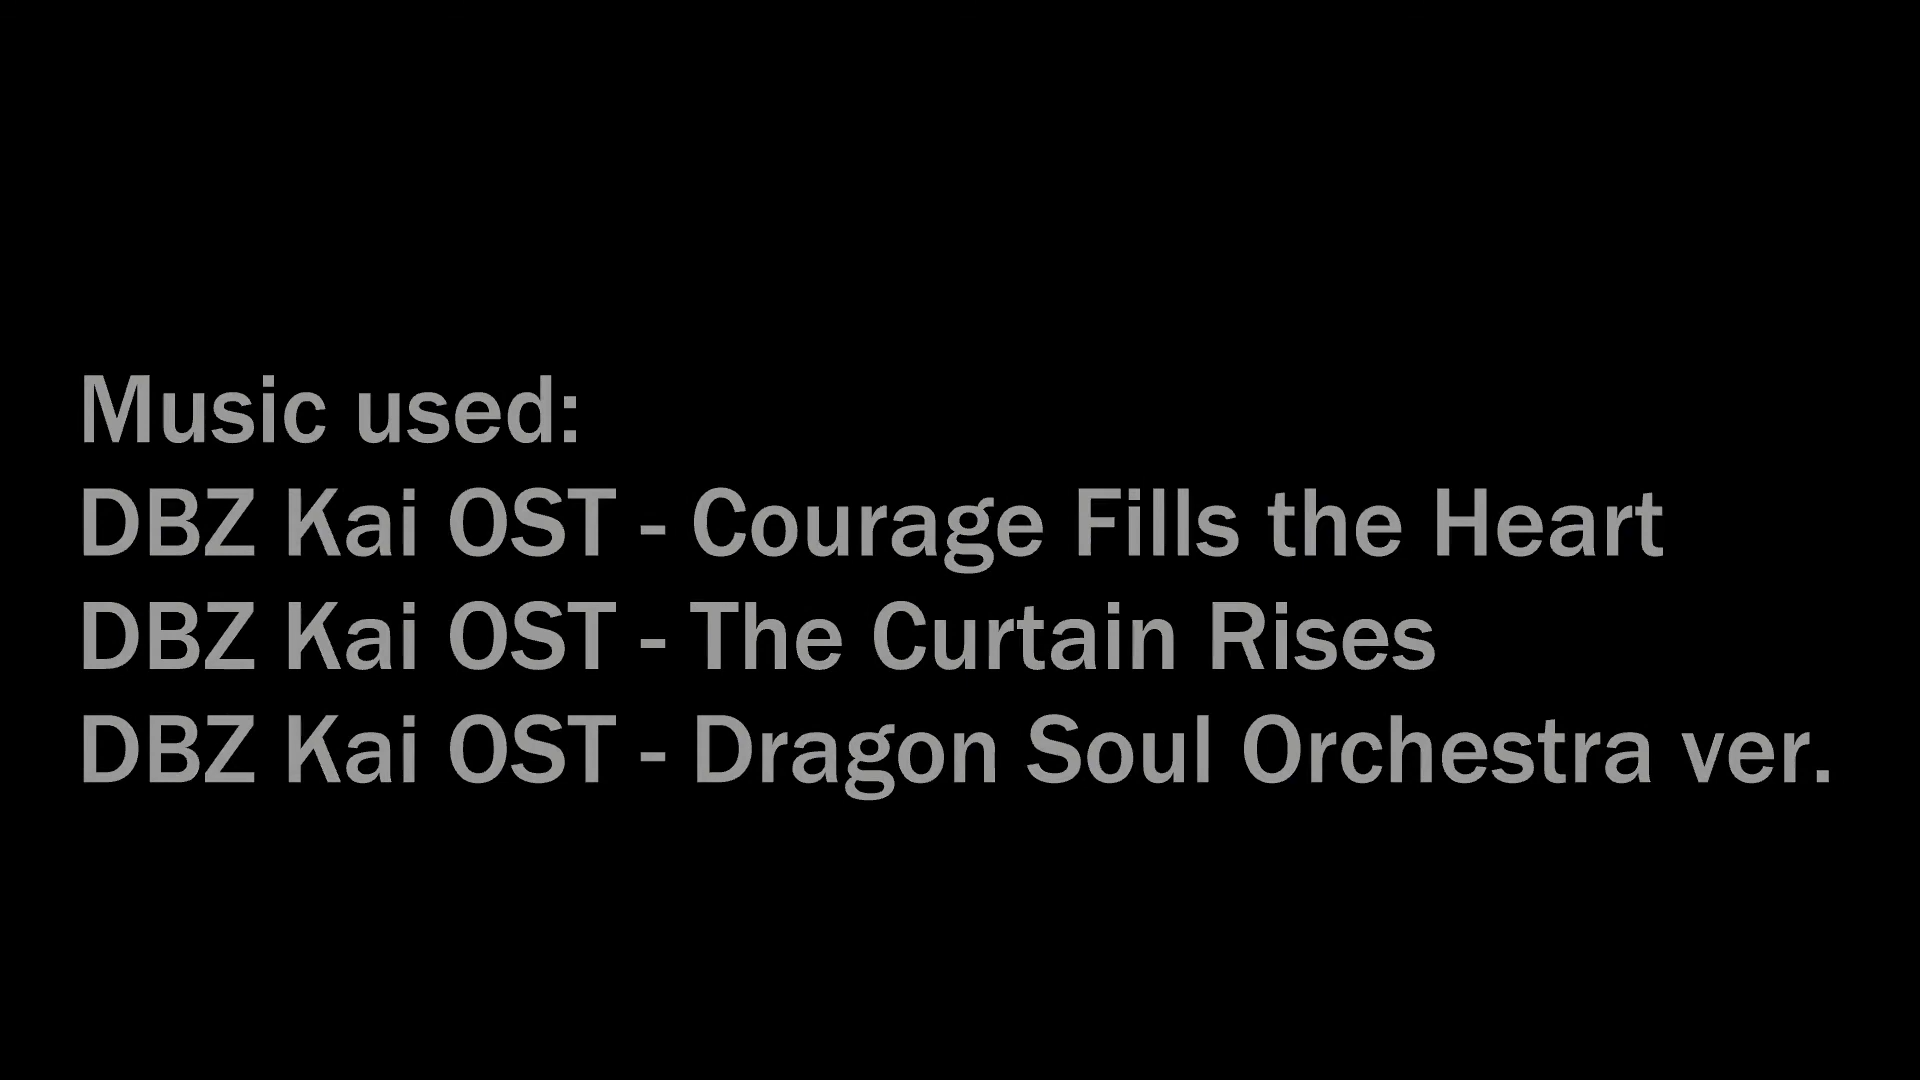 Music used:
DBZ Kai OST - Courage Fills the Heart
DBZ Kai OST - The Curtain Rises
DBZ Kai OST - Dragon Soul Orchestra ver.